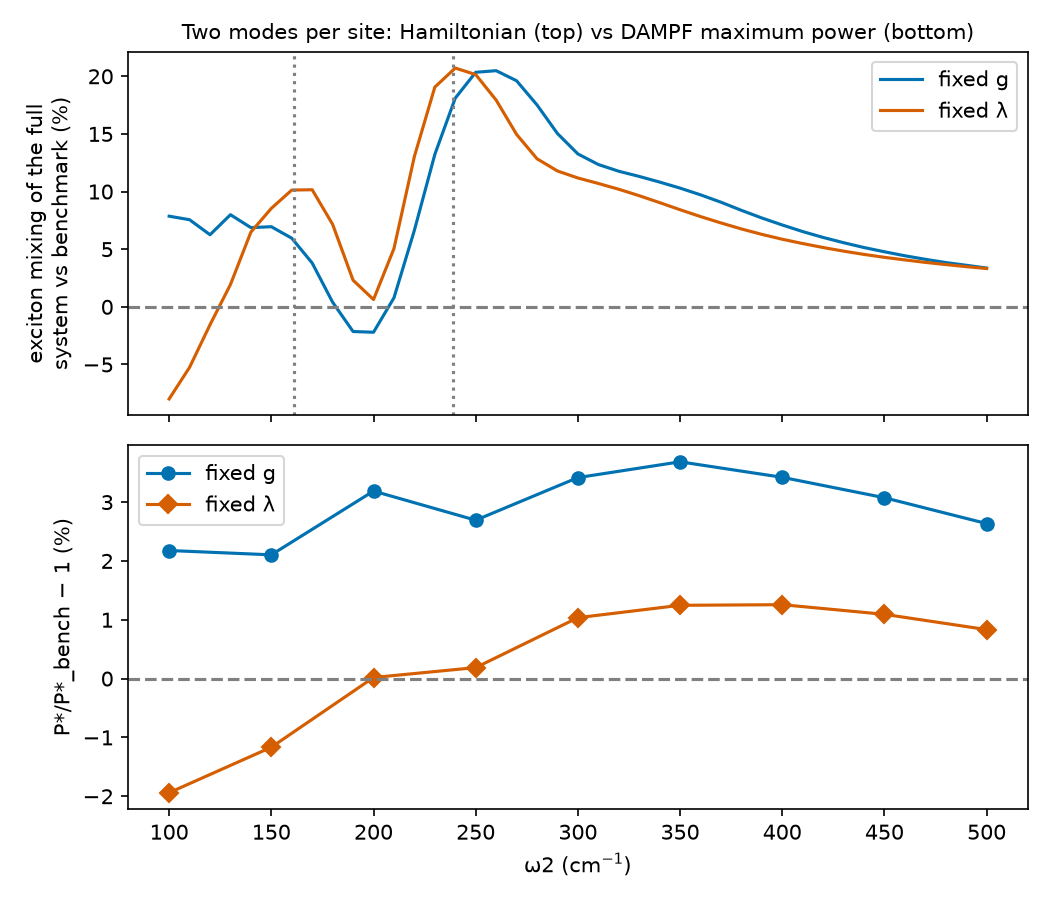 Two modes per site: Hamiltonian (top) vs DAMPF maximum power (bottom)
exciton mixing of the full
system vs benchmark (%)
20
15
10
5
0
−5
fixed g
fixed λ
P*/P*_bench − 1 (%)
3
2
1
0
−1
−2
fixed g
fixed λ
100 150 200 250 300 350 400 450 500
ω2 (cm⁻¹)